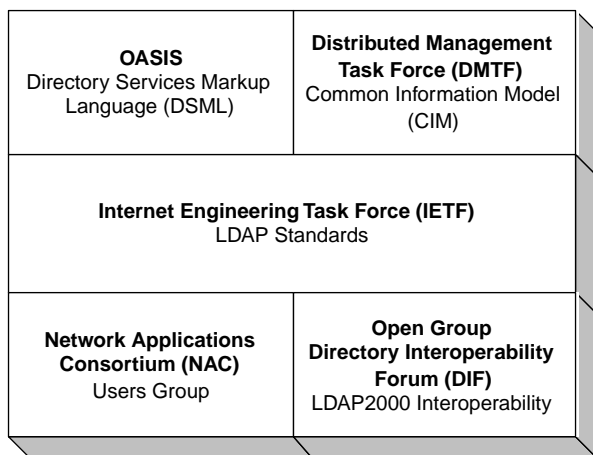 OASIS
Directory Services Markup
Language (DSML)
Distributed Management
Task Force (DMTF)
Common Information Model
(CIM)
Internet Engineering Task Force (IETF)
LDAP Standards
Network Applications
Consortium (NAC)
Users Group
Open Group
Directory Interoperability
Forum (DIF)
LDAP2000 Interoperability